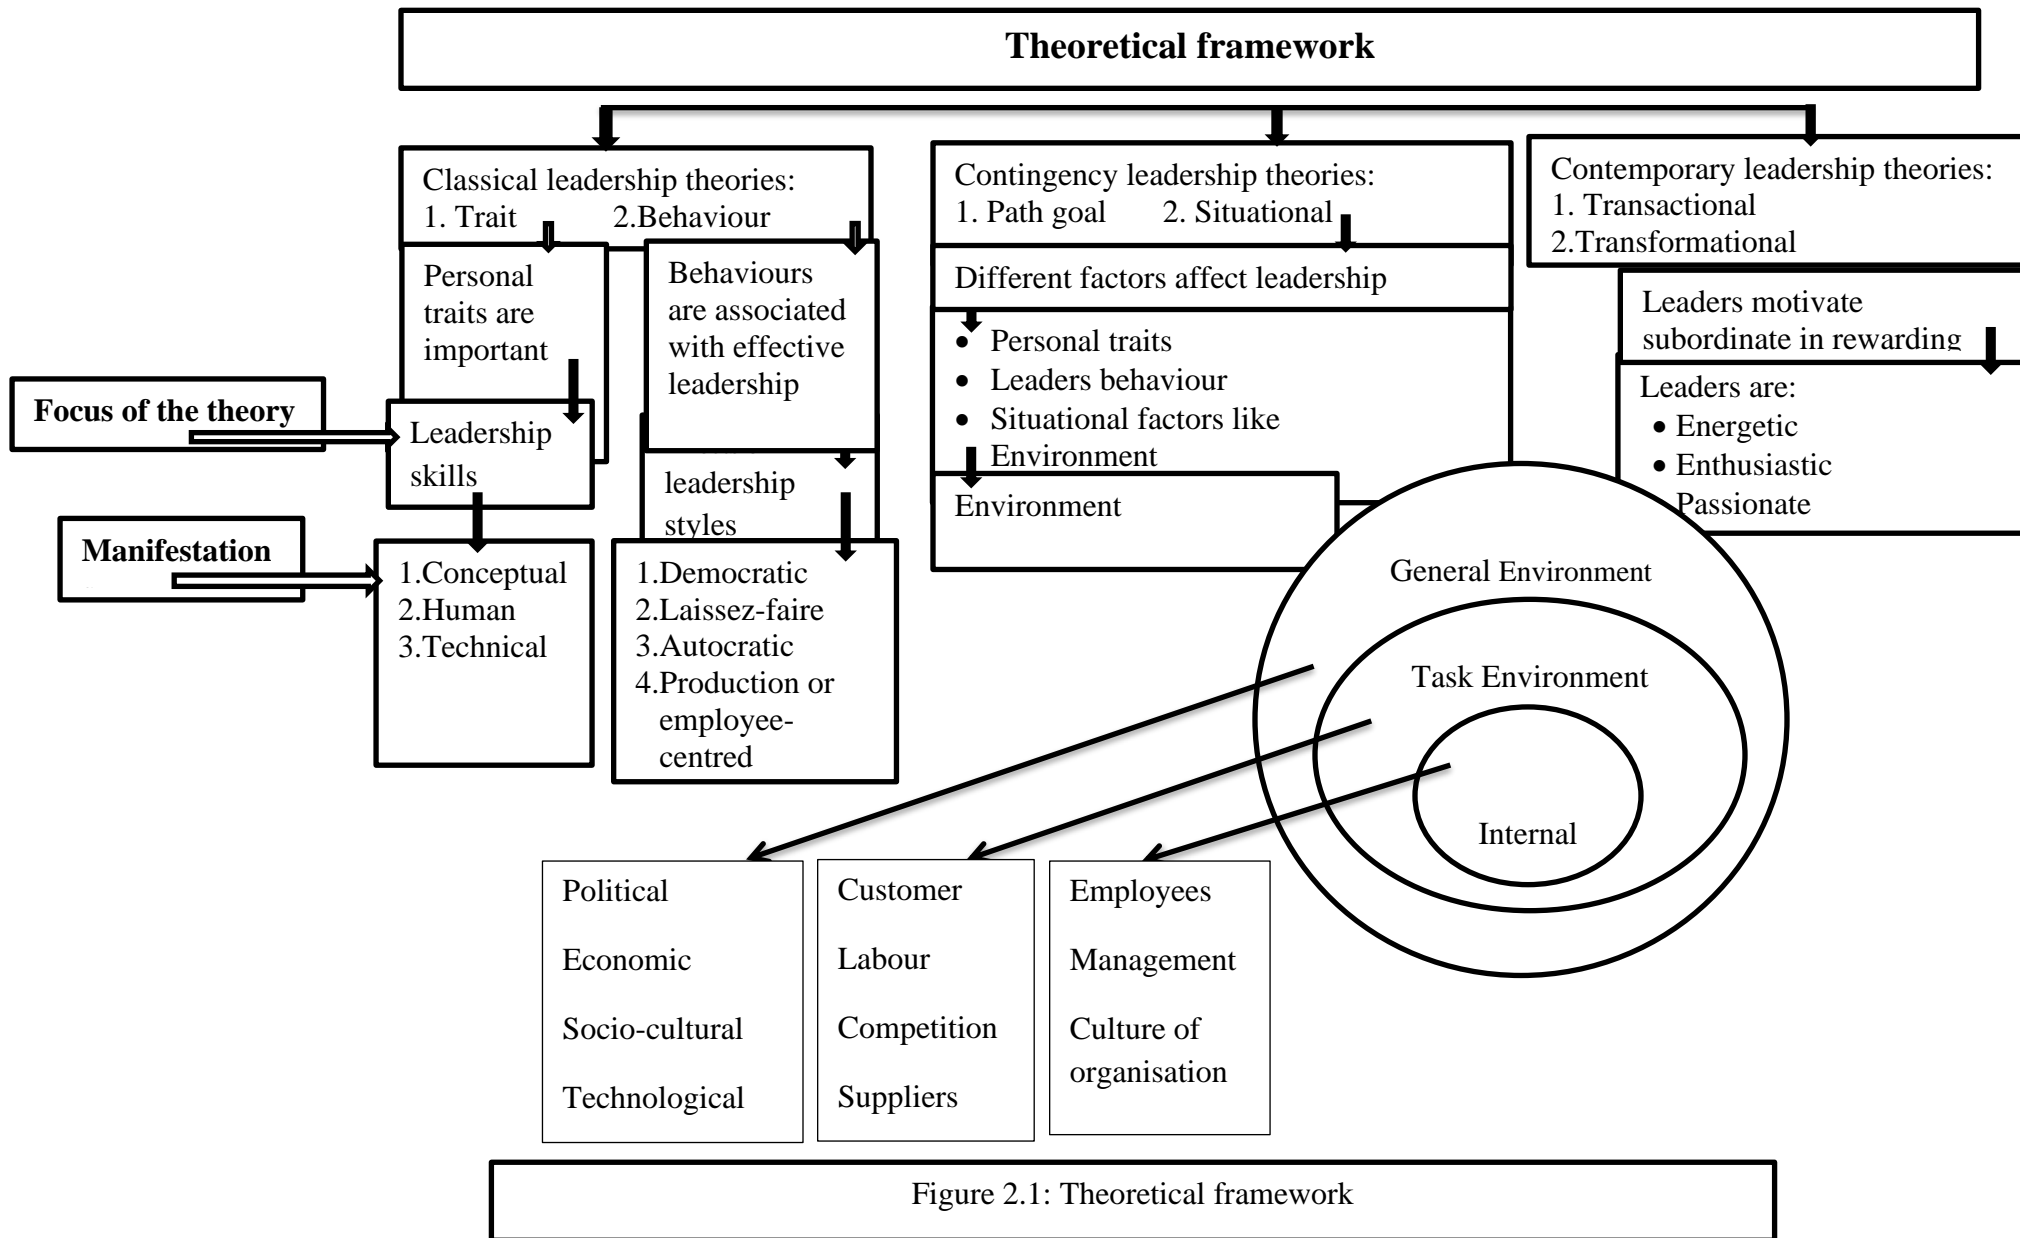 Theoretical framework
Classical leadership theories:
1. Trait 2.Behaviour
Personal
traits are
important
Behaviours
are associated
with effective
leadership
Focus of the theory
Leadership
skills
leadership
styles
Manifestation
1.Conceptual
2.Human
3.Technical
1.Democratic
2.Laissez-faire
3.Autocratic
4.Production or
employee-
centred
Contingency leadership theories:
1. Path goal 2. Situational
Different factors affect leadership
• Personal traits
• Leaders behaviour
• Situational factors like
Environment
Environment
Contemporary leadership theories:
1. Transactional
2.Transformational
Leaders motivate
subordinate in rewarding
Leaders are:
• Energetic
• Enthusiastic
Passionate
General Environment
Task Environment
Internal
Political
Economic
Socio-cultural
Technological
Customer
Labour
Competition
Suppliers
Employees
Management
Culture of
organisation
Figure 2.1: Theoretical framework